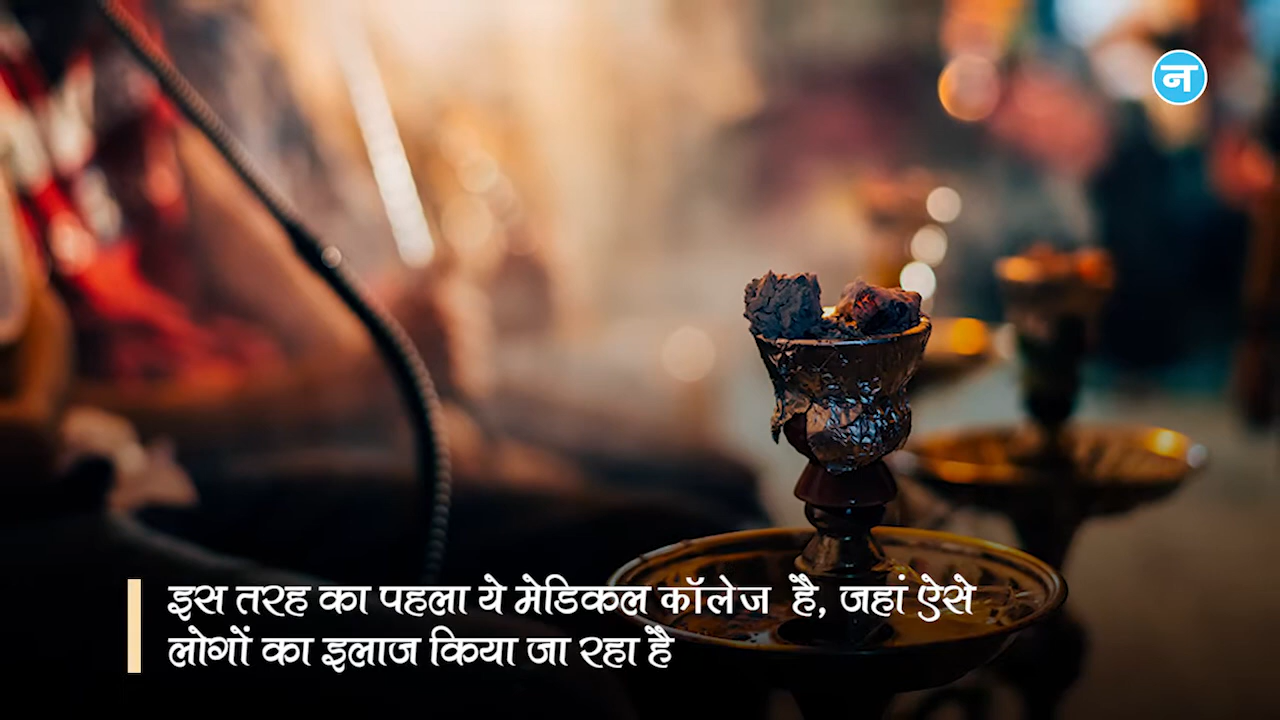 न
इस तरह का पहला ये मेडिकल कॉलेज है, जहां ऐसे
लोगों का इलाज किया जा रहा है